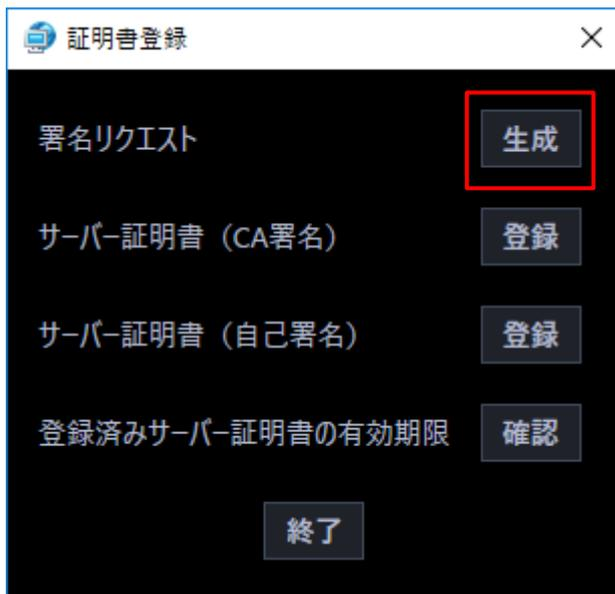 証明書登録
署名リクエスト 生成
サーバー証明書（CA署名） 登録
サーバー証明書（自己署名） 登録
登録済みサーバー証明書の有効期限 確認
終了